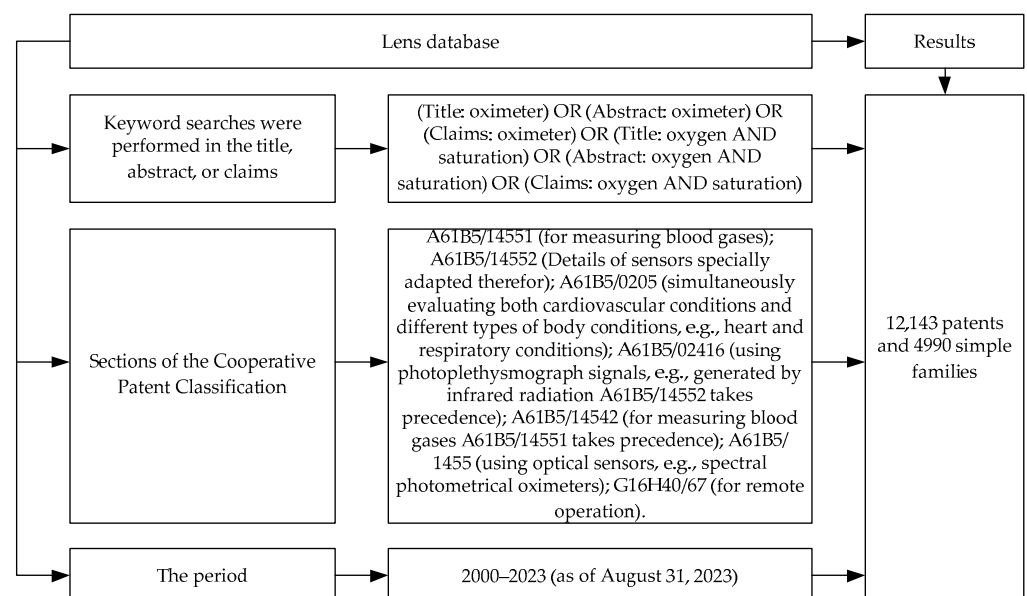 Lens database
Results
Keyword searches were
performed in the title,
abstract, or claims
(Title: oximeter) OR (Abstract: oximeter) OR
(Claims: oximeter) OR (Title: oxygen AND
saturation) OR (Abstract: oxygen AND
saturation) OR (Claims: oxygen AND saturation)
Sections of the Cooperative
Patent Classification
A61B5/14551 (for measuring blood gases);
A61B5/14552 (Details of sensors specially
adapted therefor); A61B5/0205 (simultaneously
evaluating both cardiovascular conditions and
different types of body conditions, e.g., heart and
respiratory conditions); A61B5/02416 (using
photoplethysmograph signals, e.g., generated by
infrared radiation A61B5/14552 takes
precedence); A61B5/14542 (for measuring blood
gases A61B5/14551 takes precedence); A61B5/
1455 (using optical sensors, e.g., spectral
photometrical oximeters); G16H40/67 (for remote
operation).
12,143 patents
and 4990 simple
families
The period
2000–2023 (as of August 31, 2023)